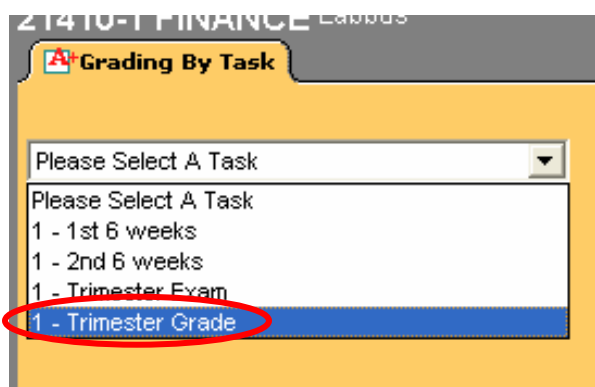 21410-1 FINANCE Labbus
A+ Grading By Task
Please Select A Task
Please Select A Task
1 - 1st 6 weeks
1 - 2nd 6 weeks
1 - Trimester Exam
1 - Trimester Grade